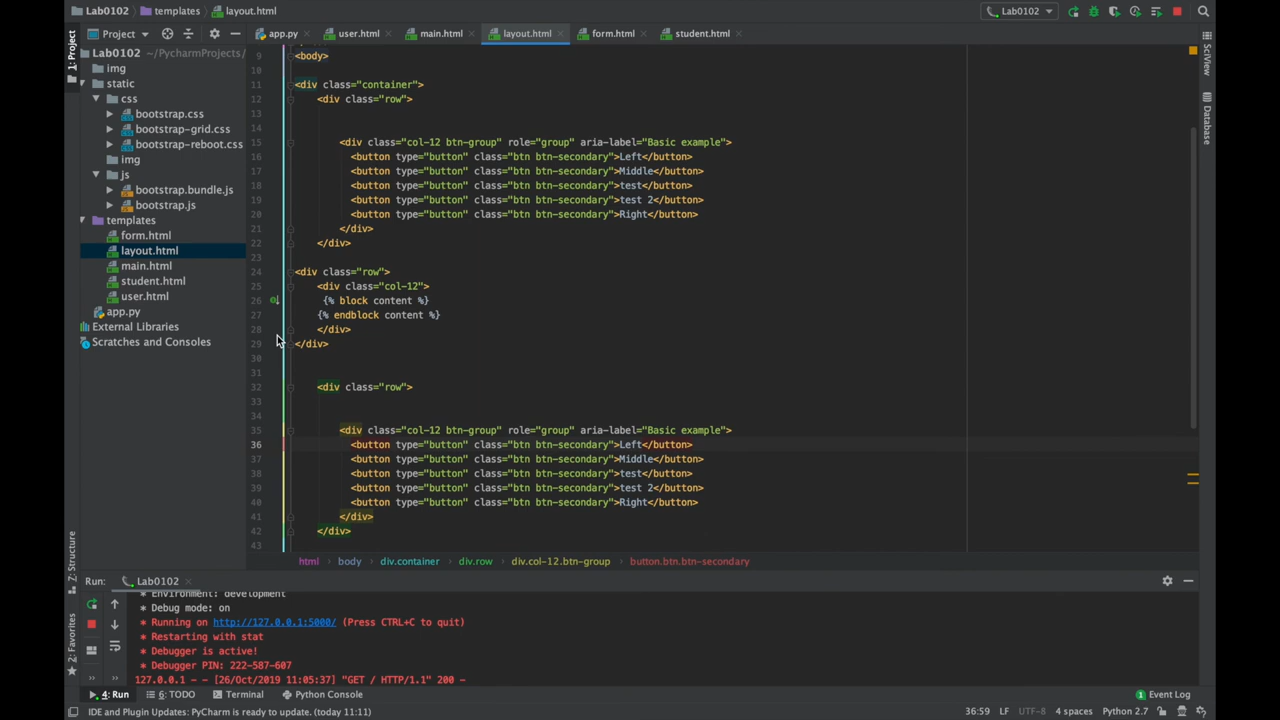 Lab0102 templates layout.html Lab0102
Project app.py user.html main.html layout.html form.html student.html
1: Project
SciView
Database
Lab0102 ~/PycharmProjects/
img
static
css
bootstrap.css
bootstrap-grid.css
bootstrap-reboot.css
img
js
bootstrap.bundle.js
bootstrap.js
templates
form.html
layout.html
main.html
student.html
user.html
app.py
External Libraries
Scratches and Consoles
9 <body>
10
11 <div class="container">
12 <div class="row">
13
14
15 <div class="col-12 btn-group" role="group" aria-label="Basic example">
16 <button type="button" class="btn btn-secondary">Left</button>
17 <button type="button" class="btn btn-secondary">Middle</button>
18 <button type="button" class="btn btn-secondary">test</button>
19 <button type="button" class="btn btn-secondary">test 2</button>
20 <button type="button" class="btn btn-secondary">Right</button>
21 </div>
22 </div>
23
24 <div class="row">
25 <div class="col-12">
26 {% block content %}
27 {% endblock content %}
28 </div>
29 </div>
30
31
32 <div class="row">
33
34
35 <div class="col-12 btn-group" role="group" aria-label="Basic example">
36 <button type="button" class="btn btn-secondary">Left</button>
37 <button type="button" class="btn btn-secondary">Middle</button>
38 <button type="button" class="btn btn-secondary">test</button>
39 <button type="button" class="btn btn-secondary">test 2</button>
40 <button type="button" class="btn btn-secondary">Right</button>
41 </div>
42 </div>
43
html body div.container div.row div.col-12.btn-group button.btn.btn-secondary
Z: Structure
2: Favorites
Run: Lab0102
* Environment: development
* Debug mode: on
* Running on http://127.0.0.1:5000/ (Press CTRL+C to quit)
* Restarting with stat
* Debugger is active!
* Debugger PIN: 222-587-607
127.0.0.1 - - [26/Oct/2019 11:05:37] "GET / HTTP/1.1" 200 -
4: Run 6: TODO Terminal Python Console 1 Event Log
IDE and Plugin Updates: PyCharm is ready to update. (today 11:11) 36:59 LF UTF-8 4 spaces Python 2.7